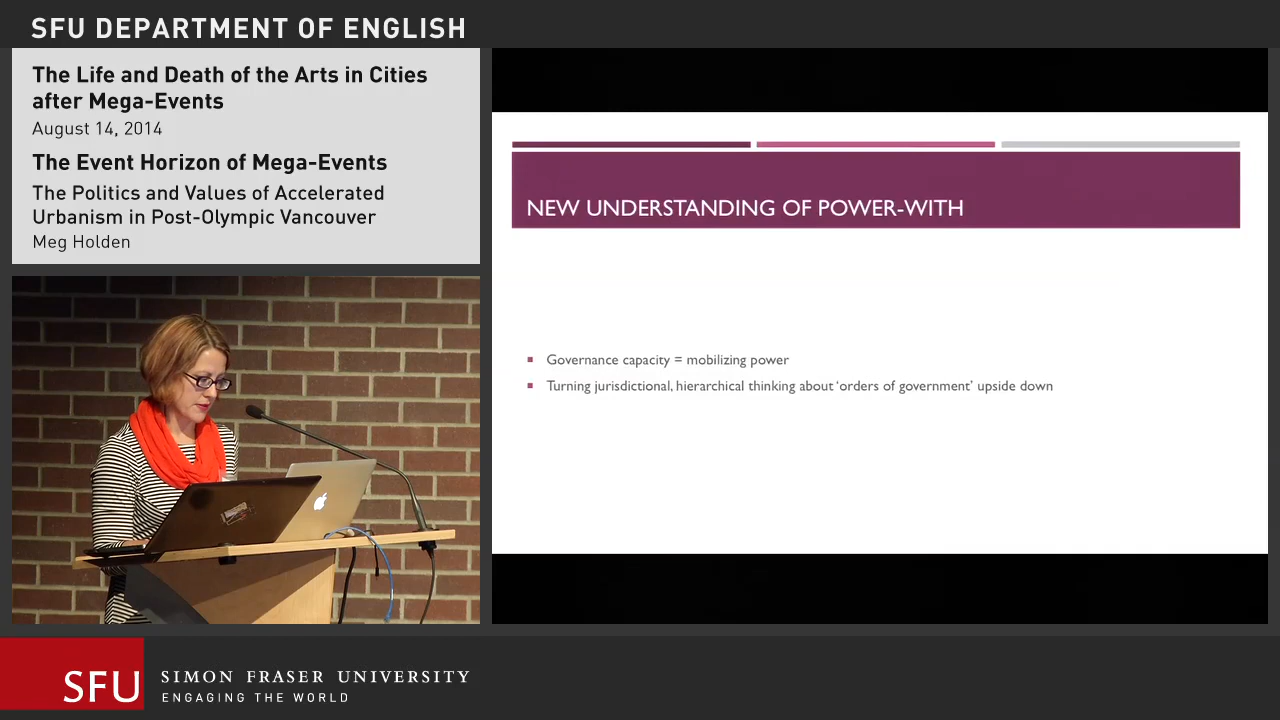 SFU DEPARTMENT OF ENGLISH
The Life and Death of the Arts in Cities
after Mega-Events
August 14, 2014
The Event Horizon of Mega-Events
The Politics and Values of Accelerated
Urbanism in Post-Olympic Vancouver
Meg Holden
NEW UNDERSTANDING OF POWER-WITH
Governance capacity = mobilizing power
Turning jurisdictional, hierarchical thinking about ‘orders of government’ upside down
SFU
SIMON FRASER UNIVERSITY
ENGAGING THE WORLD